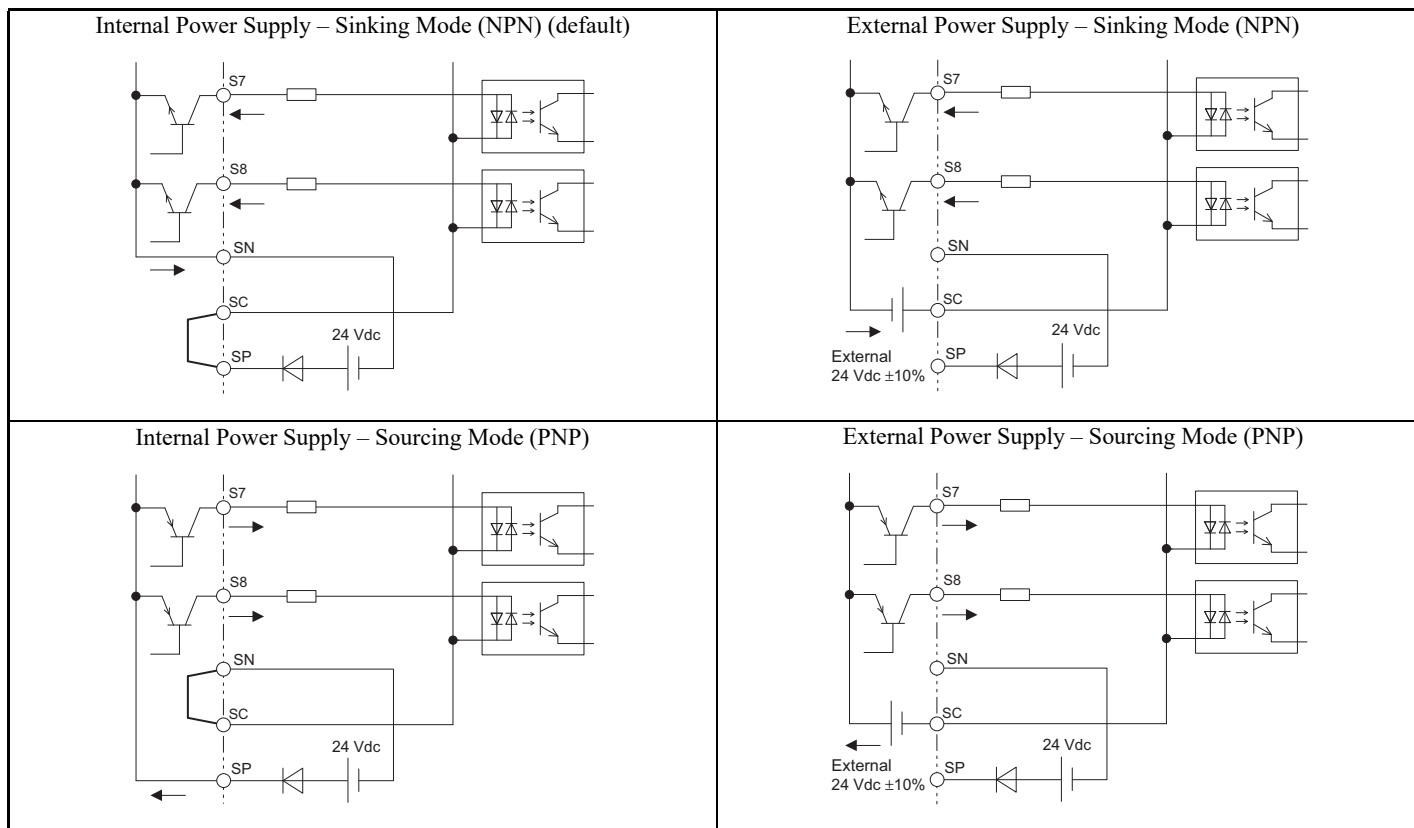 Internal Power Supply – Sinking Mode (NPN) (default)
S7
S8
SN
SC
24 Vdc
SP
External Power Supply – Sinking Mode (NPN)
S7
S8
SN
SC
24 Vdc
SP
External
24 Vdc ±10%
Internal Power Supply – Sourcing Mode (PNP)
S7
S8
SN
SC
24 Vdc
SP
External Power Supply – Sourcing Mode (PNP)
S7
S8
SN
SC
24 Vdc
SP
External
24 Vdc ±10%